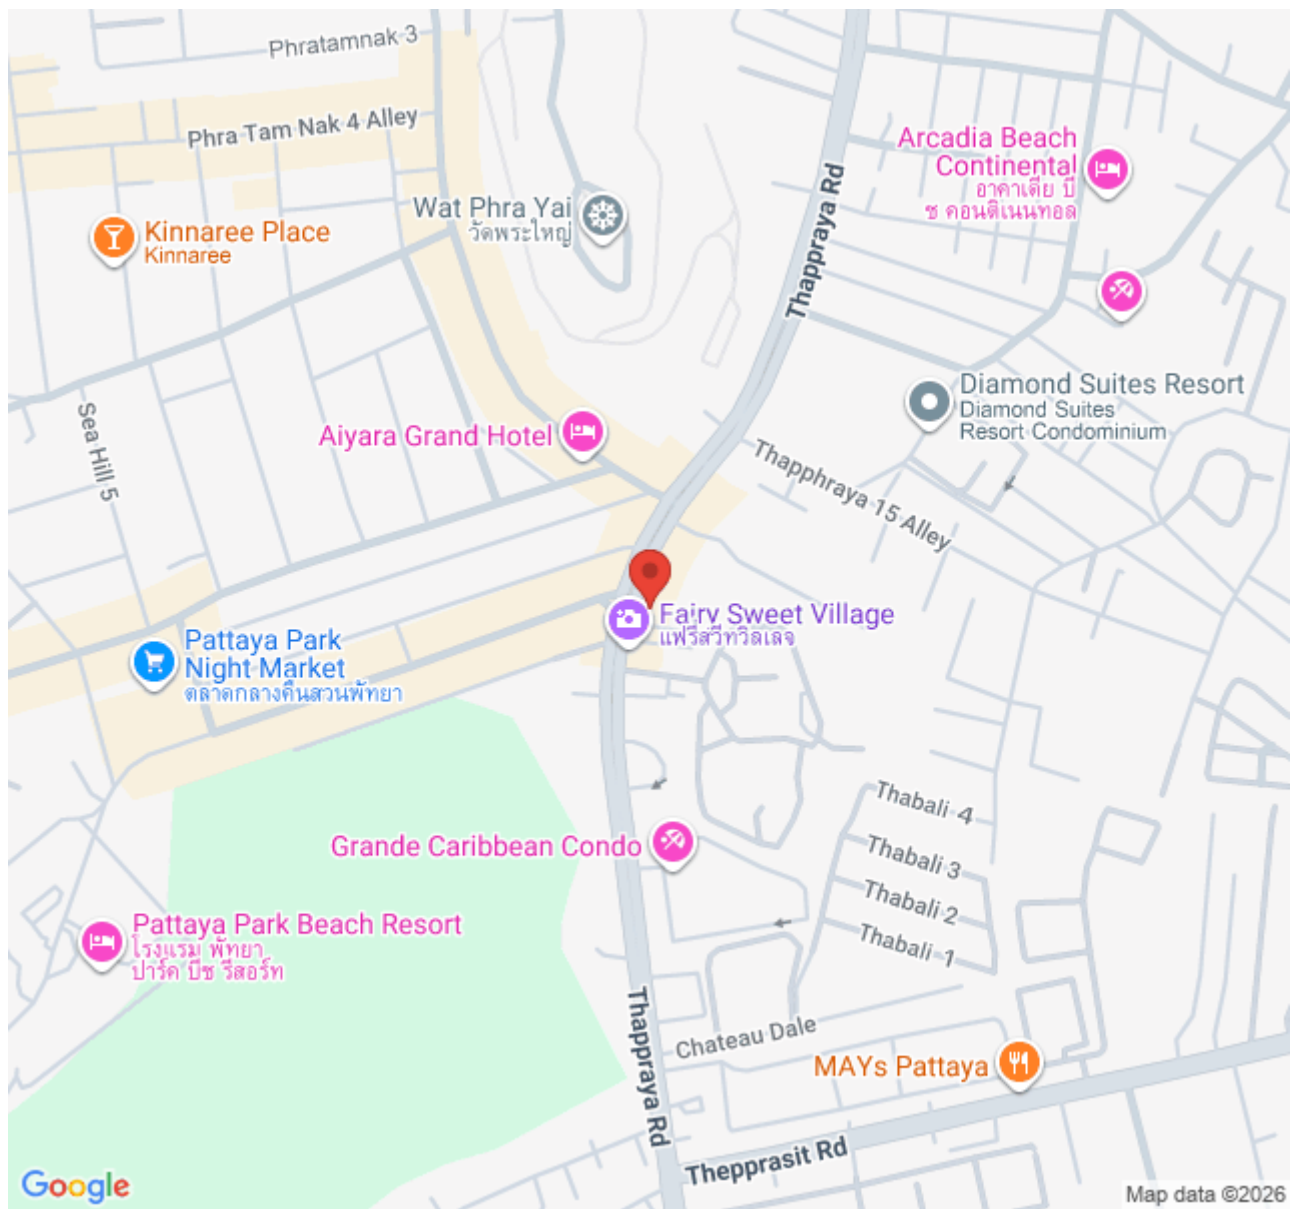 Phratamnak 3
Phra Tam Nak 4 Alley
Kinnaree Place
Kinnaree
Wat Phra Yai
วัดพระใหญ่
Thappraya Rd
Arcadia Beach
Continental
อาคาเดีย บี
ช คอนติเนนทอล
Diamond Suites Resort
Diamond Suites
Resort Condominium
Sea Hill 5
Aiyara Grand Hotel
Thapphraya 15 Alley
Fairy Sweet Village
แฟรี่สวีทวิลเลจ
Pattaya Park
Night Market
ตลาดกลางคืนสวนพัทยา
Thabali 4
Thabali 3
Thabali 2
Thabali 1
Grande Caribbean Condo
Pattaya Park Beach Resort
โรงแรม พัทยา
ปาร์ค บีช รีสอร์ท
Thappraya Rd
Chateau Dale
MAYs Pattaya
Thepprasit Rd
Google
Map data ©2026